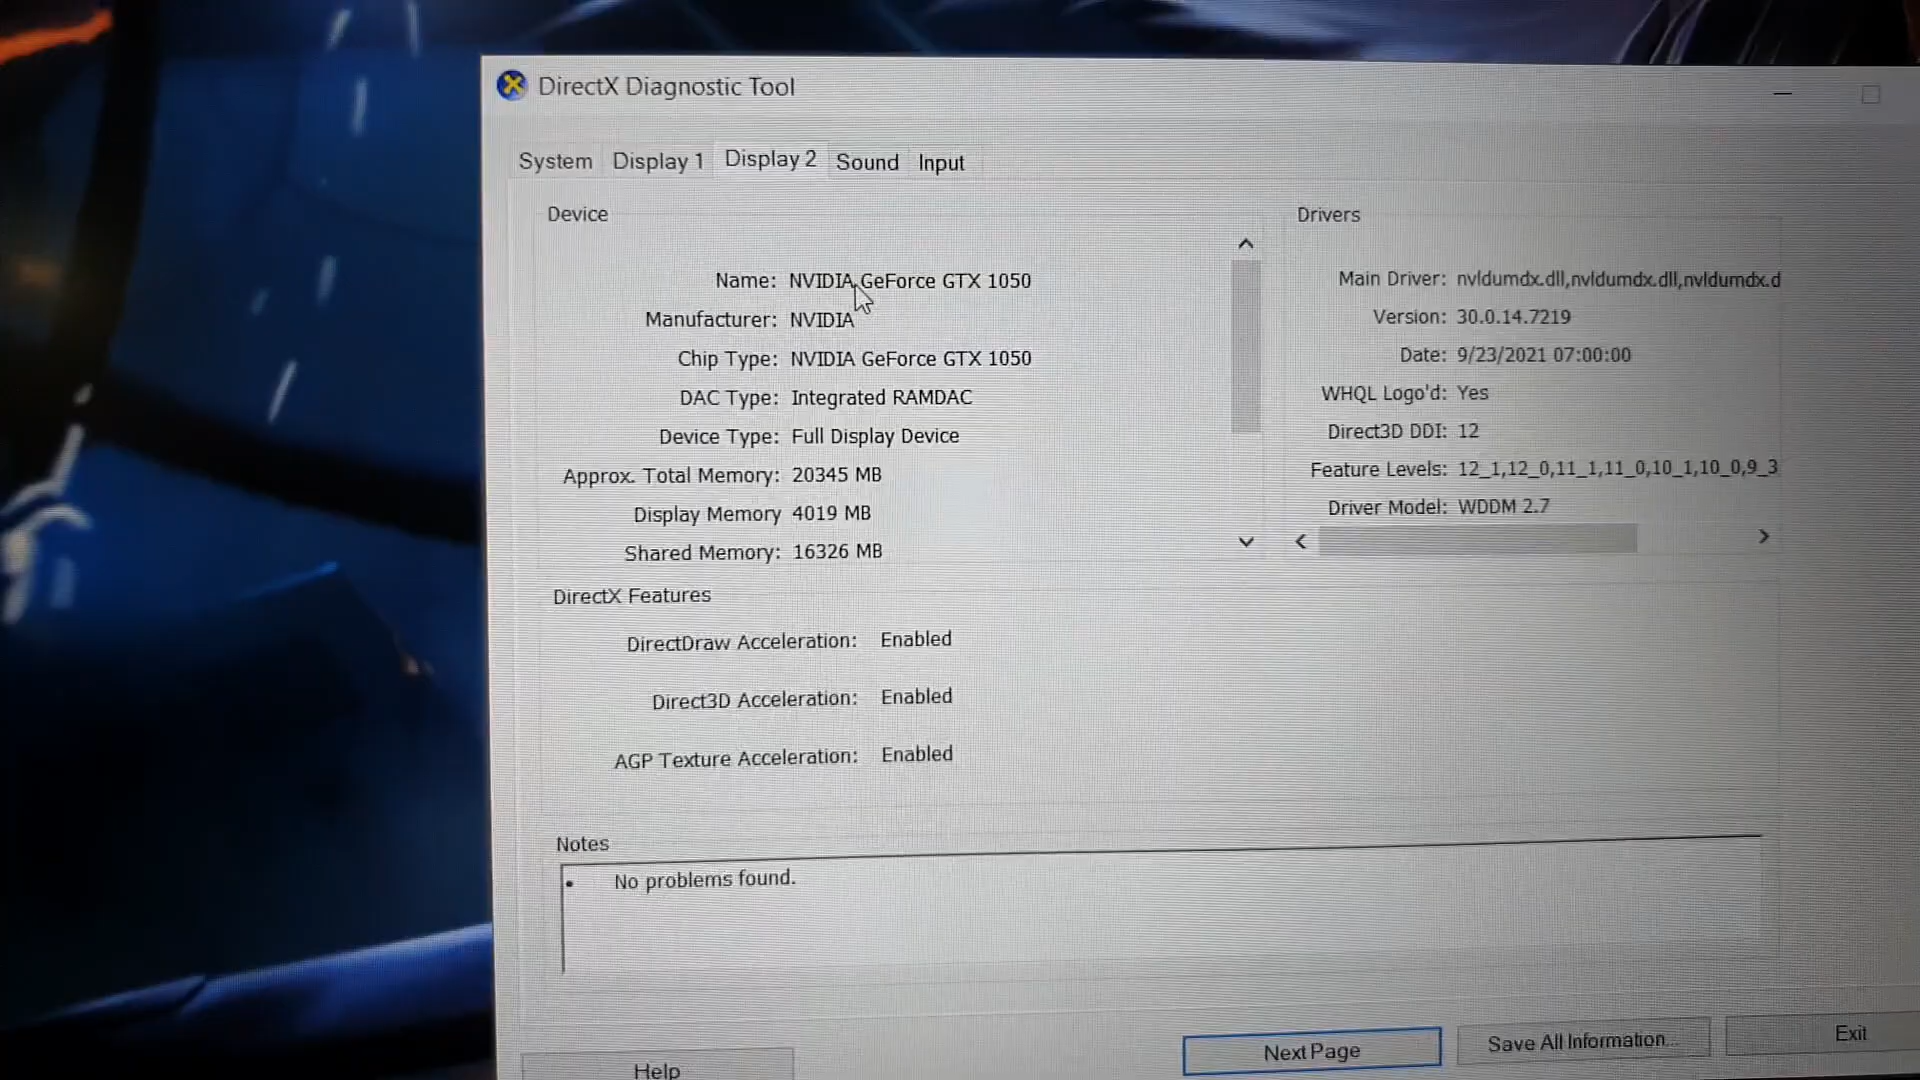 DirectX Diagnostic Tool
System Display 1 Display 2 Sound Input
Device
Name: NVIDIA GeForce GTX 1050
Manufacturer: NVIDIA
Chip Type: NVIDIA GeForce GTX 1050
DAC Type: Integrated RAMDAC
Device Type: Full Display Device
Approx. Total Memory: 20345 MB
Display Memory 4019 MB
Shared Memory: 16326 MB
Drivers
Main Driver: nvldumdx.dll,nvldumdx.dll,nvldumdx.d
Version: 30.0.14.7219
Date: 9/23/2021 07:00:00
WHQL Logo'd: Yes
Direct3D DDI: 12
Feature Levels: 12_1,12_0,11_1,11_0,10_1,10_0,9_3
Driver Model: WDDM 2.7
DirectX Features
DirectDraw Acceleration: Enabled
Direct3D Acceleration: Enabled
AGP Texture Acceleration: Enabled
Notes
• No problems found.
Help
Next Page
Save All Information...
Exit